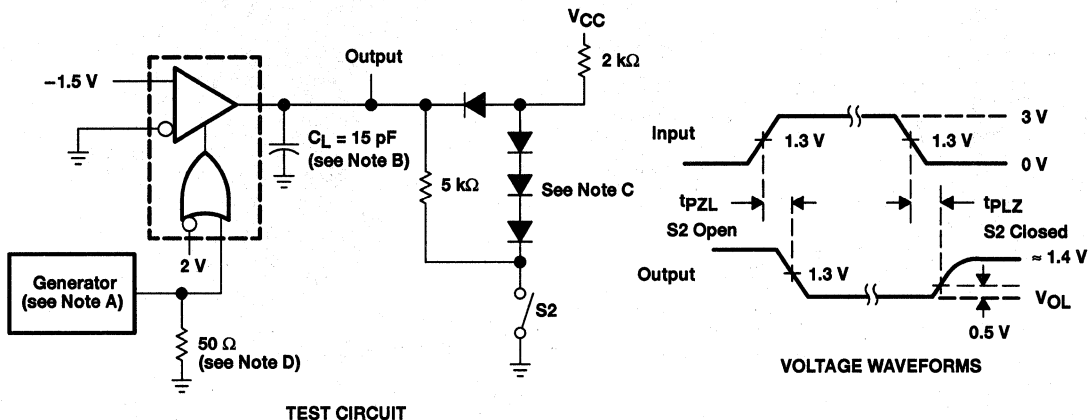 VCC
2 kΩ
Output
−1.5 V
CL = 15 pF
(see Note B)
5 kΩ
See Note C
2 V
Generator
(see Note A)
50 Ω
(see Note D)
S2
TEST CIRCUIT
Input
1.3 V
1.3 V
3 V
0 V
tPZL
tPLZ
S2 Open
S2 Closed
Output
1.3 V
≈ 1.4 V
VOL
0.5 V
VOLTAGE WAVEFORMS